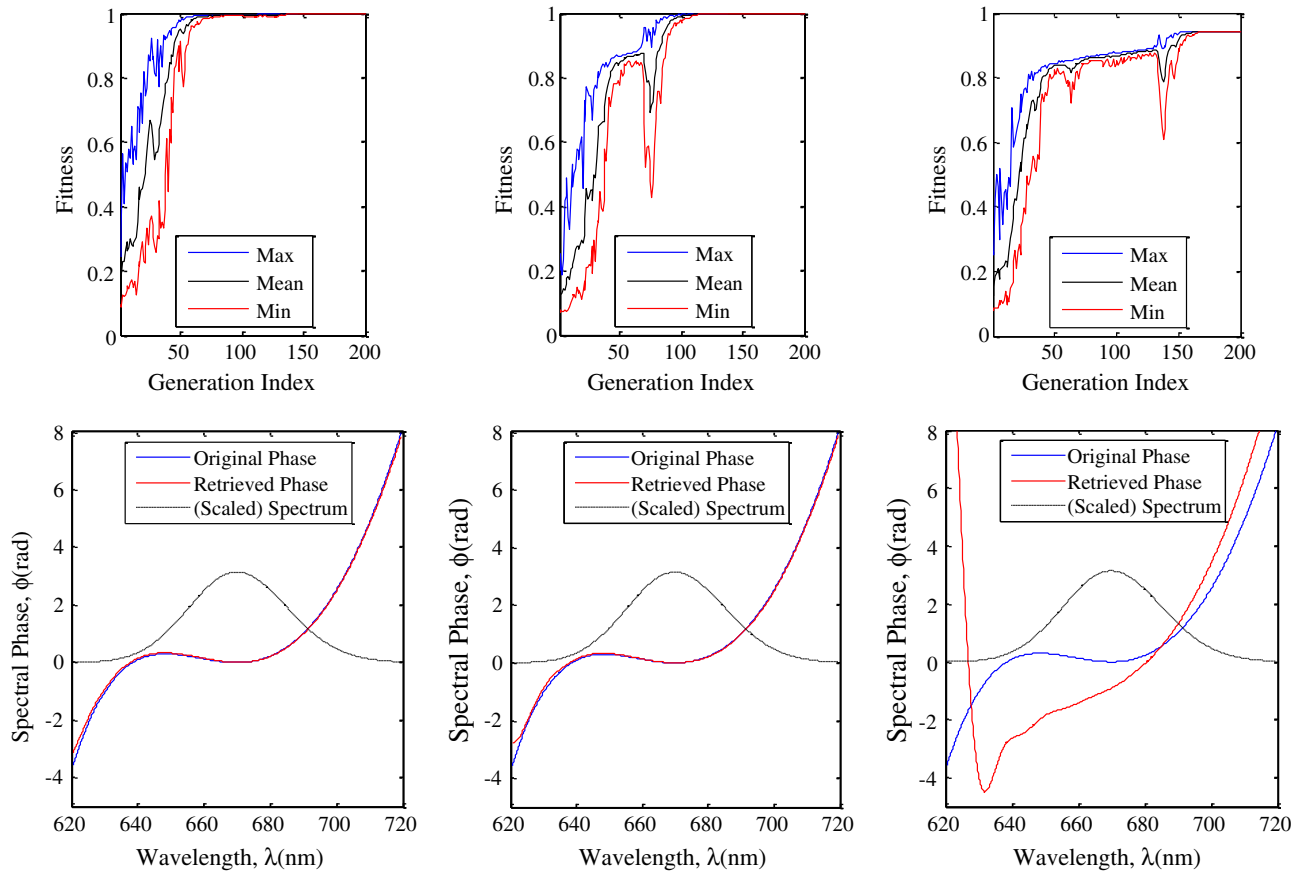 1
0.8
0.6
0.4
0.2
0
Fitness
Max
Mean
Min
50
100
150
200
Generation Index
1
0.8
0.6
0.4
0.2
0
Fitness
Max
Mean
Min
50
100
150
200
Generation Index
1
0.8
0.6
0.4
0.2
0
Fitness
Max
Mean
Min
50
100
150
200
Generation Index
8
6
4
2
0
-2
-4
Spectral Phase, ϕ(rad)
Original Phase
Retrieved Phase
(Scaled) Spectrum
620
640
660
680
700
720
Wavelength, λ(nm)
8
6
4
2
0
-2
-4
Spectral Phase, ϕ(rad)
Original Phase
Retrieved Phase
(Scaled) Spectrum
620
640
660
680
700
720
Wavelength, λ(nm)
8
6
4
2
0
-2
-4
Spectral Phase, ϕ(rad)
Original Phase
Retrieved Phase
(Scaled) Spectrum
620
640
660
680
700
720
Wavelength, λ(nm)